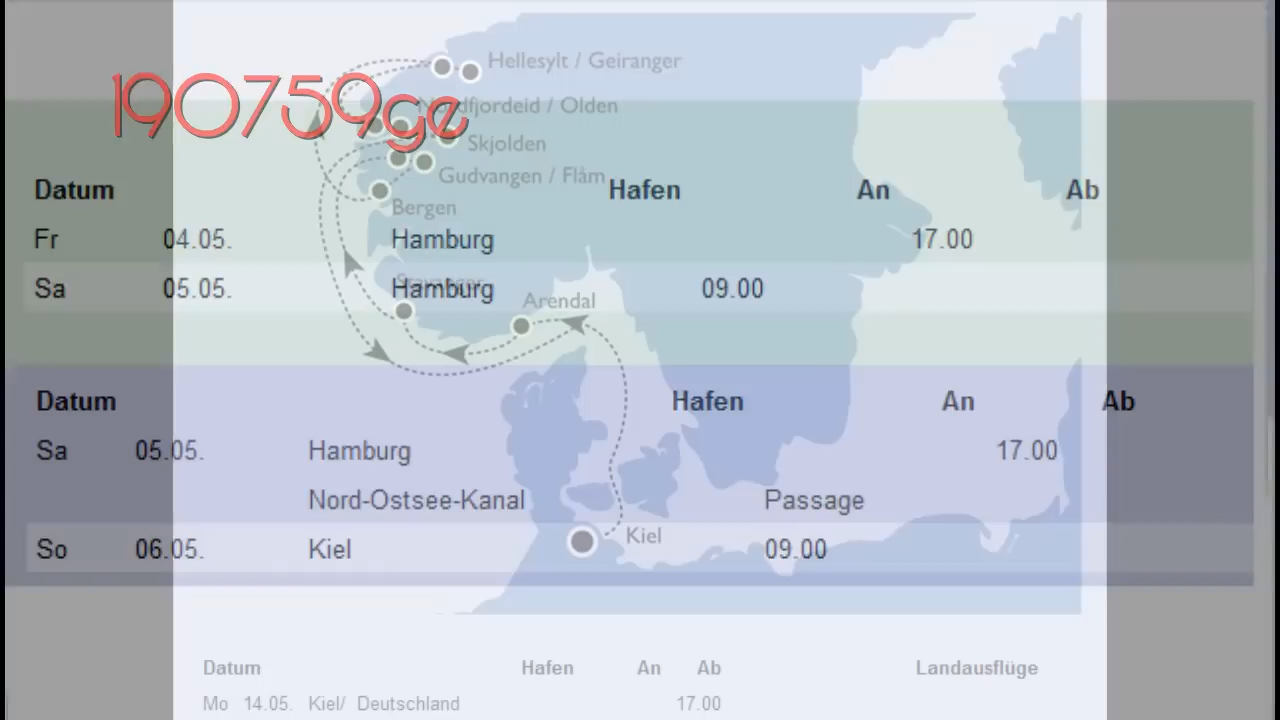 Hellesylt / Geiranger
190759ge
Nordfjordeid / Olden
Skjolden
Gudvangen / Flåm
Datum Hafen An Ab
Bergen
Fr 04.05. Hamburg 17.00
Stavanger
Sa 05.05. Hamburg 09.00
Arendal
Datum Hafen An Ab
Sa 05.05. Hamburg 17.00
Nord-Ostsee-Kanal Passage
Kiel
So 06.05. Kiel 09.00
Datum Hafen An Ab Landausflüge
Mo 14.05. Kiel/ Deutschland 17.00